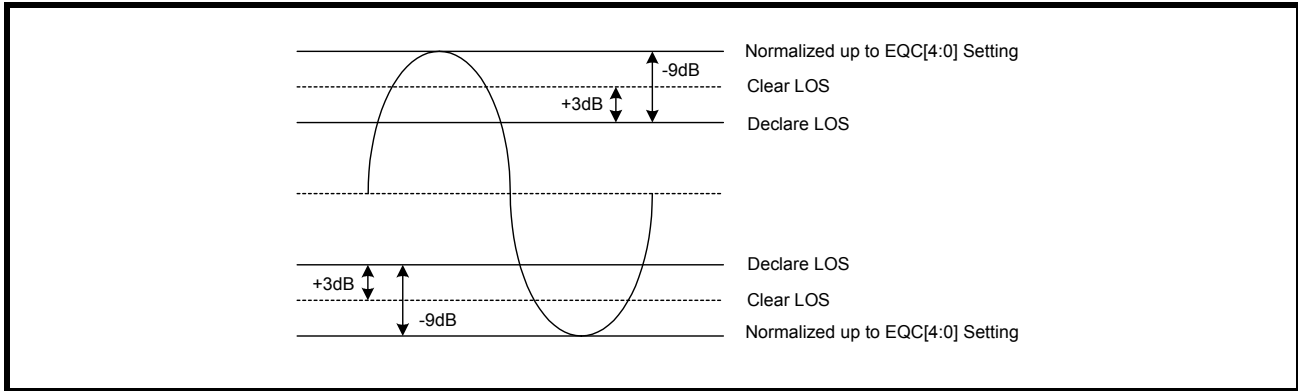 Normalized up to EQC[4:0] Setting
-9dB
Clear LOS
+3dB
Declare LOS
Declare LOS
+3dB
Clear LOS
-9dB
Normalized up to EQC[4:0] Setting